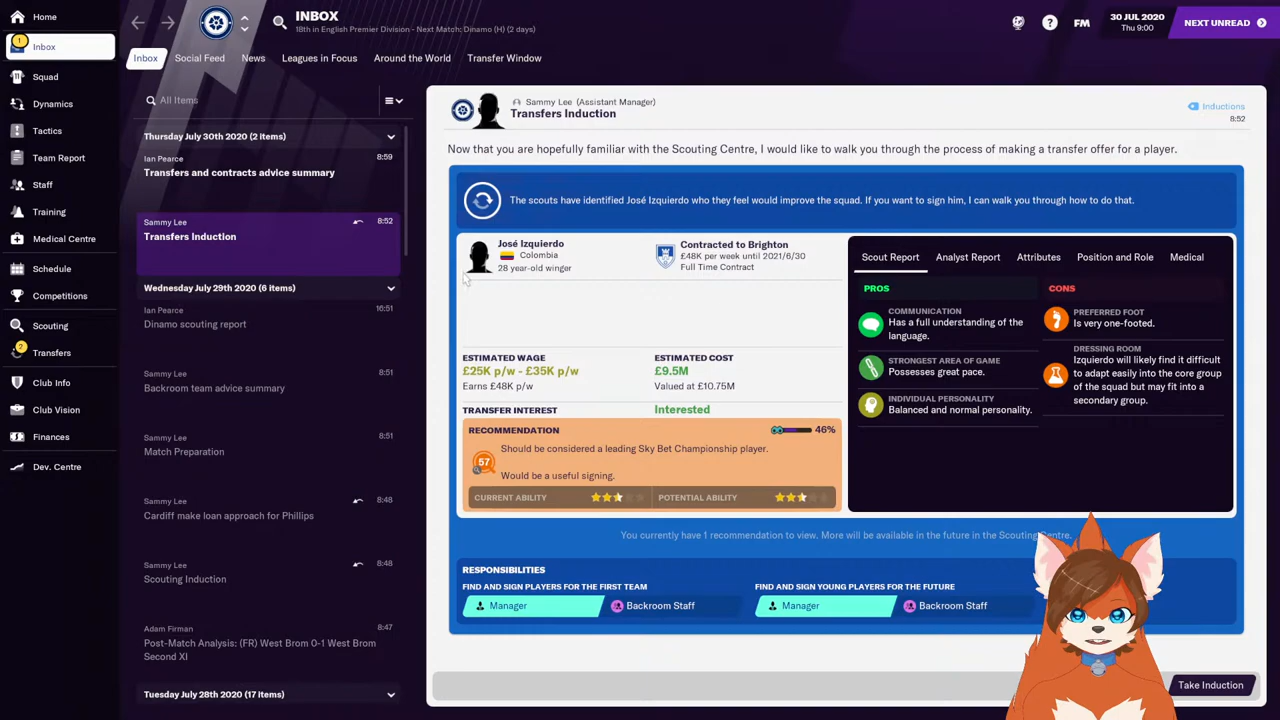 INBOX
18th in English Premier Division - Next Match: Dinamo (H) (2 days)
FM
30 JUL 2020
Thu 9:00
NEXT UNREAD
Home
1
Inbox
Squad
Dynamics
Tactics
Team Report
Staff
Training
Medical Centre
Schedule
Competitions
Scouting
2
Transfers
Club Info
Club Vision
Finances
Dev. Centre
Inbox
Social Feed
News
Leagues in Focus
Around the World
Transfer Window
All Items
Thursday July 30th 2020 (2 items)
Ian Pearce
8:59
Transfers and contracts advice summary
Sammy Lee
8:52
Transfers Induction
Wednesday July 29th 2020 (6 items)
Ian Pearce
16:51
Dinamo scouting report
Sammy Lee
8:51
Backroom team advice summary
Sammy Lee
8:51
Match Preparation
Sammy Lee
8:48
Cardiff make loan approach for Phillips
Sammy Lee
8:48
Scouting Induction
Adam Firman
8:47
Post-Match Analysis: (FR) West Brom 0-1 West Brom
Second XI
Tuesday July 28th 2020 (17 items)
Sammy Lee (Assistant Manager)
Transfers Induction
Inductions
8:52
Now that you are hopefully familiar with the Scouting Centre, I would like to walk you through the process of making a transfer offer for a player.
The scouts have identified José Izquierdo who they feel would improve the squad. If you want to sign him, I can walk you through how to do that.
José Izquierdo
Colombia
28 year-old winger
Contracted to Brighton
£48K per week until 2021/6/30
Full Time Contract
ESTIMATED WAGE
£25K p/w - £35K p/w
Earns £48K p/w
ESTIMATED COST
£9.5M
Valued at £10.75M
TRANSFER INTEREST
Interested
RECOMMENDATION
46%
57
Should be considered a leading Sky Bet Championship player.
Would be a useful signing.
CURRENT ABILITY
POTENTIAL ABILITY
Scout Report
Analyst Report
Attributes
Position and Role
Medical
PROS
COMMUNICATION
Has a full understanding of the
language.
STRONGEST AREA OF GAME
Possesses great pace.
INDIVIDUAL PERSONALITY
Balanced and normal personality.
CONS
PREFERRED FOOT
Is very one-footed.
DRESSING ROOM
Izquierdo will likely find it difficult
to adapt easily into the core group
of the squad but may fit into a
secondary group.
You currently have 1 recommendation to view. More will be available in the future in the Scouting Centre.
RESPONSIBILITIES
FIND AND SIGN PLAYERS FOR THE FIRST TEAM
Manager
Backroom Staff
FIND AND SIGN YOUNG PLAYERS FOR THE FUTURE
Manager
Backroom Staff
Take Induction